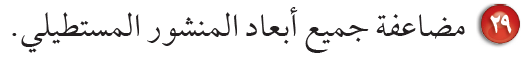 ٢٩ مضاعفة جميع أبعاد المنشور المستطيلي.